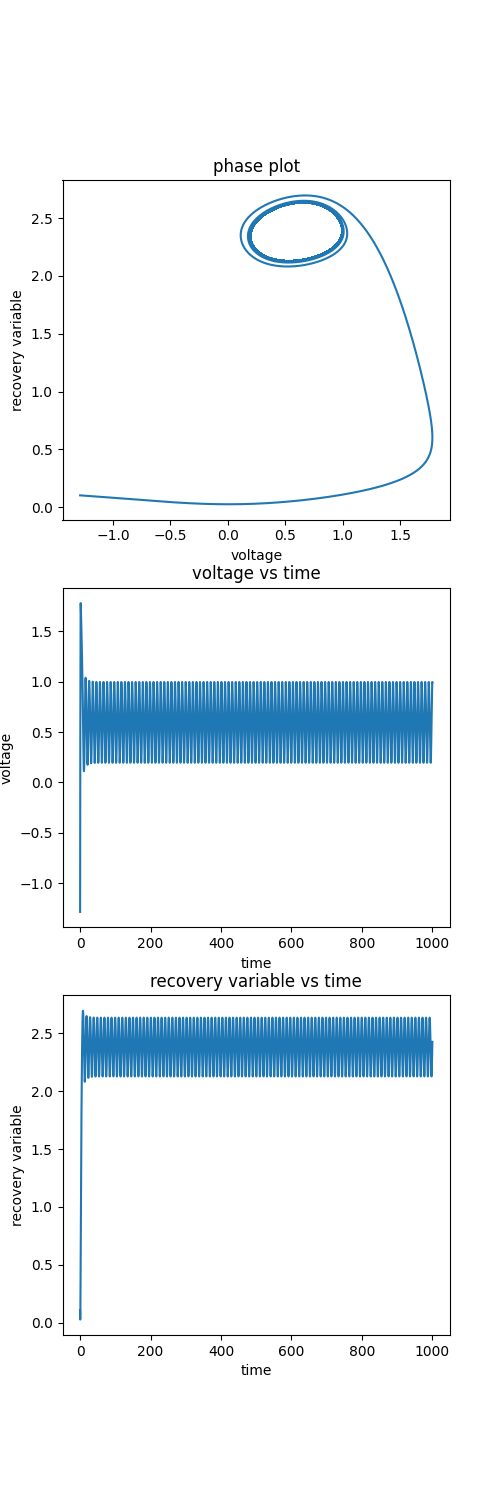 phase plot
2.5
2.0
1.5
1.0
0.5
0.0
recovery variable
−1.0 −0.5 0.0 0.5 1.0 1.5
voltage
voltage vs time
1.5
1.0
0.5
0.0
−0.5
−1.0
voltage
0 200 400 600 800 1000
time
recovery variable vs time
2.5
2.0
1.5
1.0
0.5
0.0
recovery variable
0 200 400 600 800 1000
time